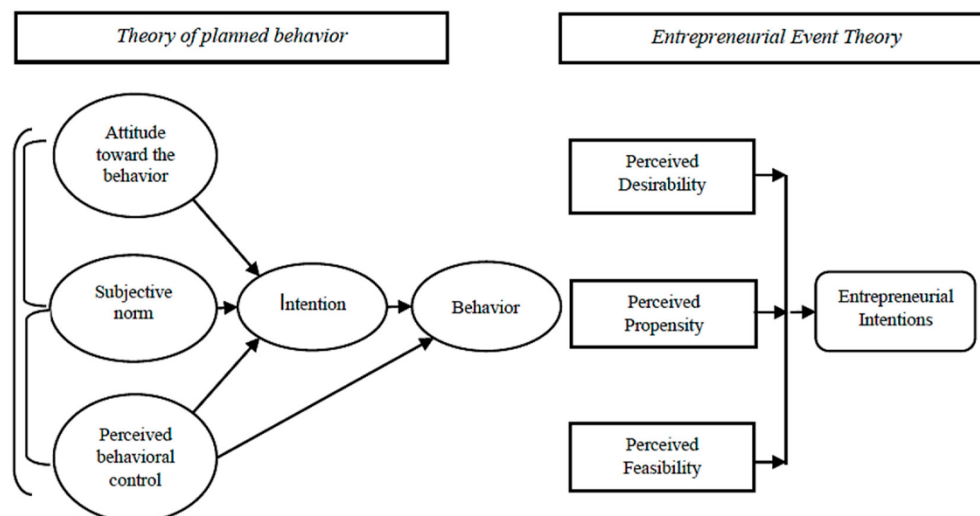 Theory of planned behavior
Entrepreneurial Event Theory
Attitude
toward the
behavior
Subjective
norm
Perceived
behavioral
control
Intention
Behavior
Perceived
Desirability
Perceived
Propensity
Perceived
Feasibility
Entrepreneurial
Intentions